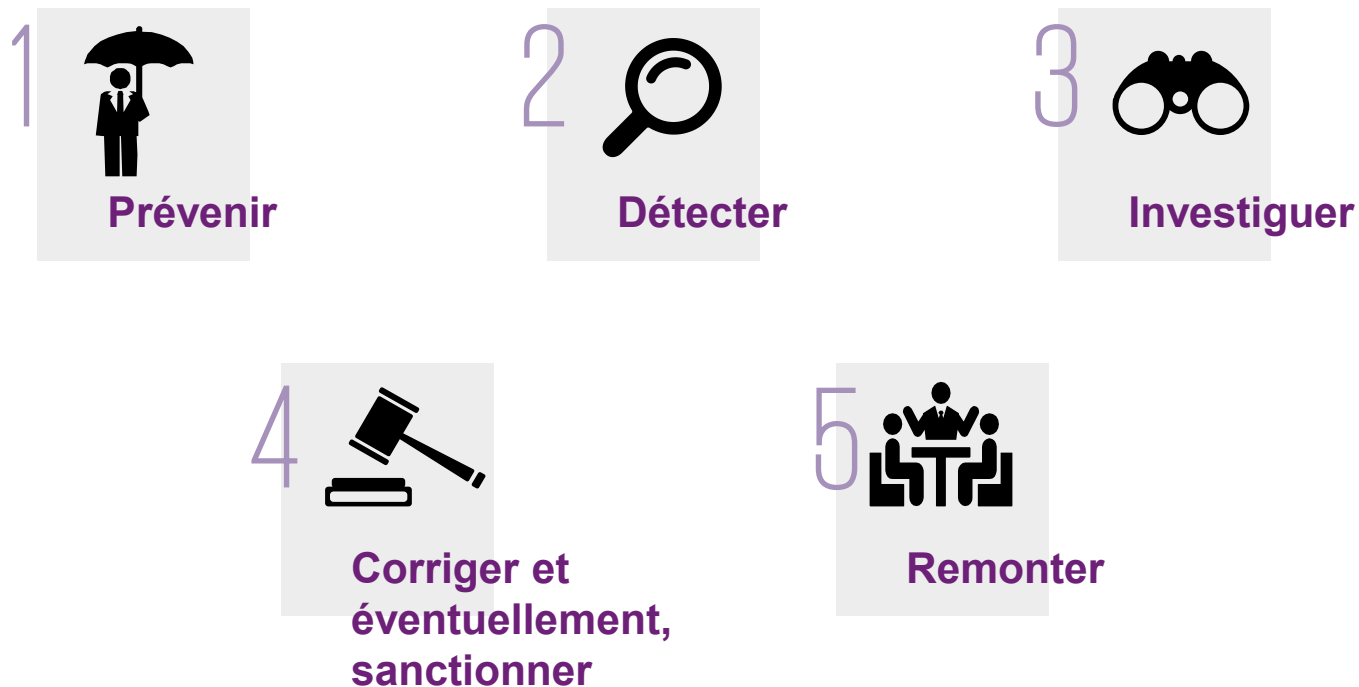 1
Prévenir
2
Détecter
3
Investiguer
4
Corriger et
éventuellement,
sanctionner
5
Remonter